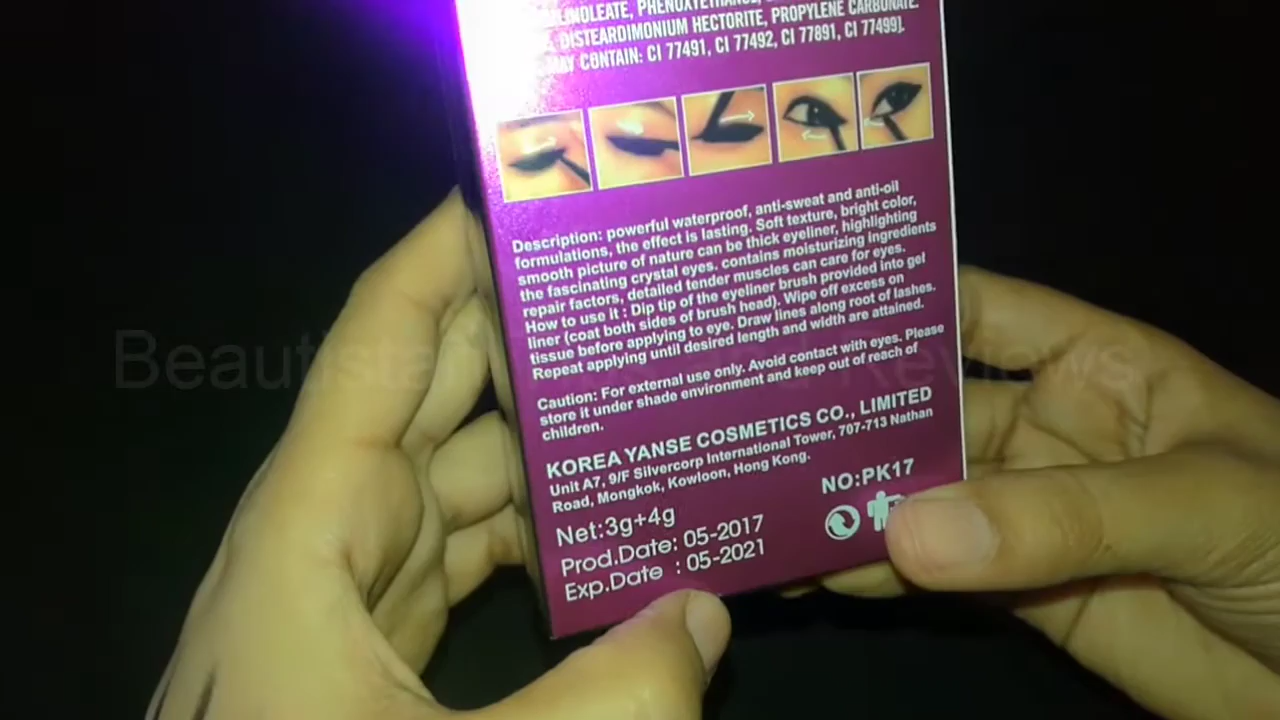 LINOLEATE, PHENOXYETHANOL,
DISTEARDIMONIUM HECTORITE, PROPYLENE CARBONATE.
MAY CONTAIN: CI 77491, CI 77492, CI 77891, CI 77499].
Description: powerful waterproof, anti-sweat and anti-oil
formulations, the effect is lasting. Soft texture, bright color,
smooth picture of nature can be thick eyeliner, highlighting
the fascinating crystal eyes. contains moisturizing ingredients
repair factors, detailed tender muscles can care for eyes.
How to use it : Dip tip of the eyeliner brush provided into gel
liner (coat both sides of brush head). Wipe off excess on
tissue before applying to eye. Draw lines along root of lashes.
Repeat applying until desired length and width are attained.
Caution: For external use only. Avoid contact with eyes. Please
store it under shade environment and keep out of reach of
children.
KOREA YANSE COSMETICS CO., LIMITED
Unit A7, 9/F Silvercorp International Tower, 707-713 Nathan
Road, Mongkok, Kowloon, Hong Kong.
NO:PK17
Net:3g+4g
Prod.Date: 05-2017
Exp.Date : 05-2021